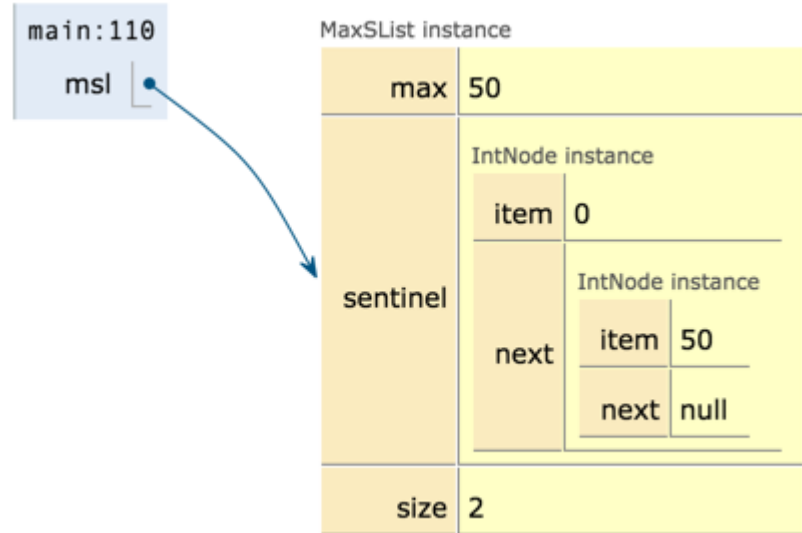 main:110
msl
MaxSList instance
max 50
IntNode instance
item 0
IntNode instance
sentinel
item 50
next
next null
size 2